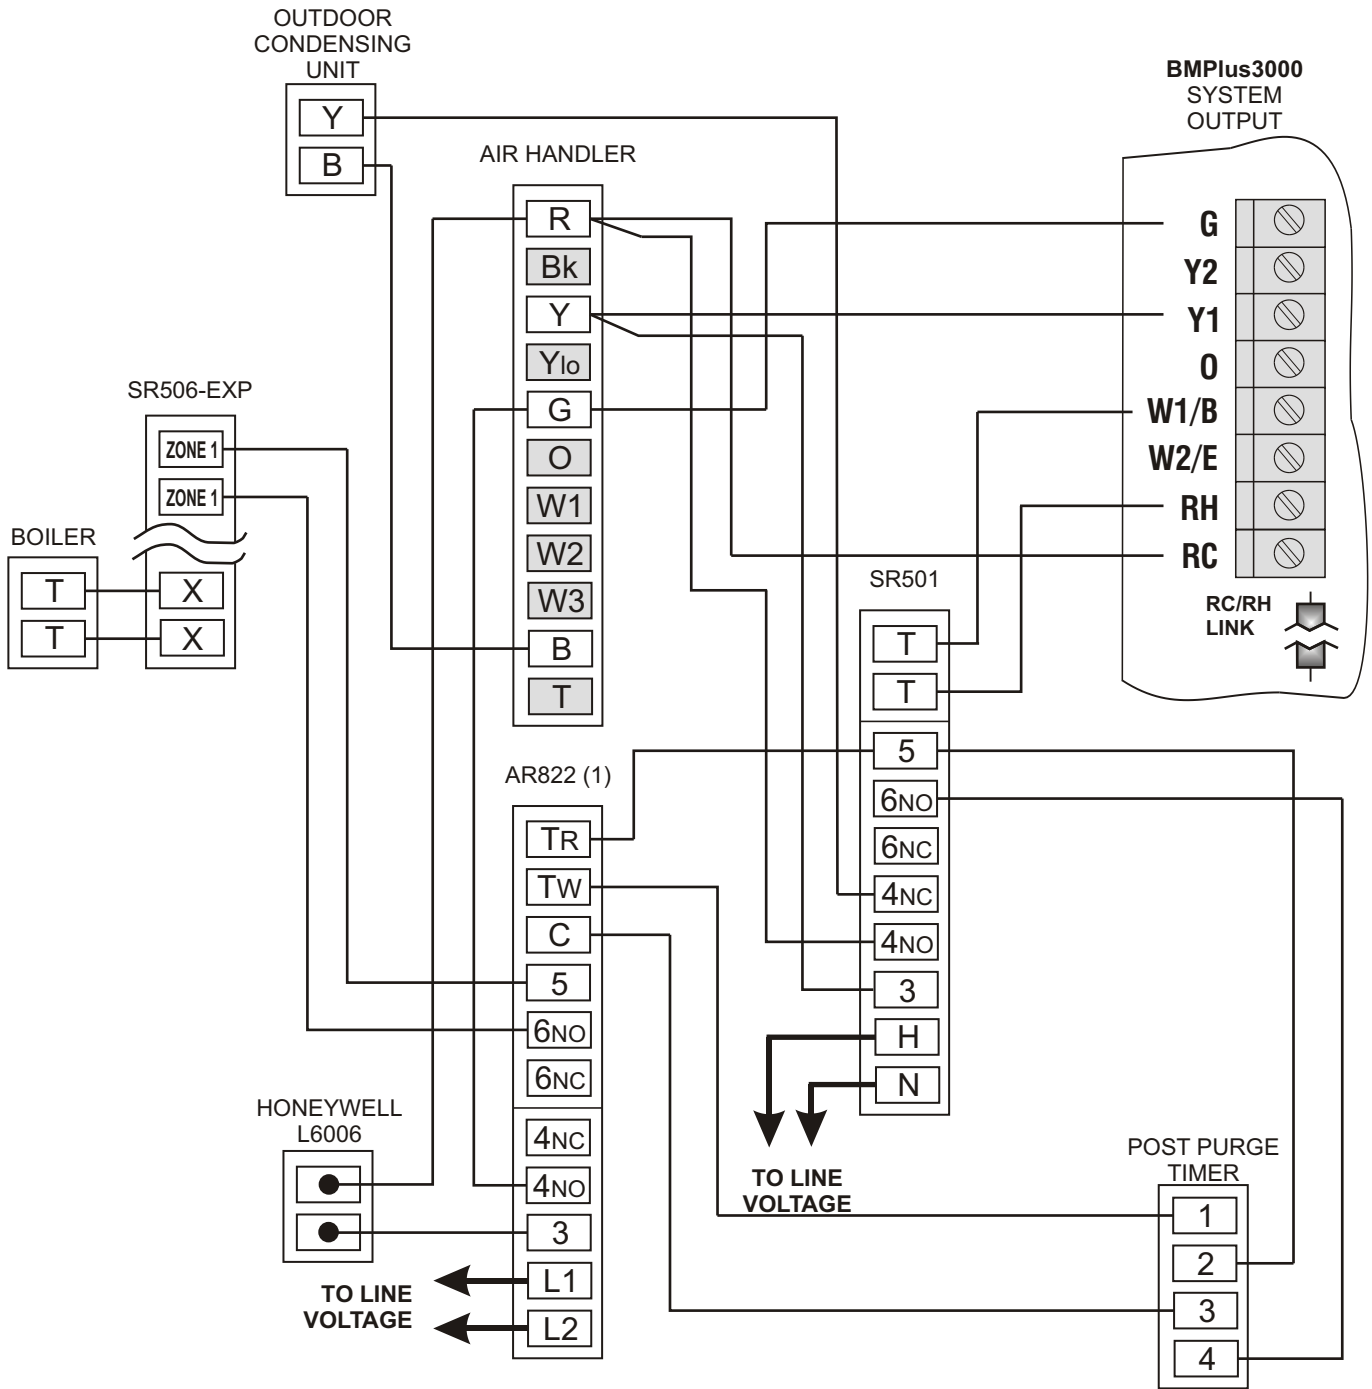 OUTDOOR
CONDENSING
UNIT
Y
B
AIR HANDLER
R
Bk
Y
Ylo
G
O
W1
W2
W3
B
T
BMPlus3000
SYSTEM
OUTPUT
G
Y2
Y1
O
W1/B
W2/E
RH
RC
RC/RH
LINK
SR506-EXP
ZONE 1
ZONE 1
X
X
BOILER
T
T
SR501
T
T
5
6NO
6NC
4NC
4NO
3
H
N
TO LINE
VOLTAGE
AR822 (1)
TR
TW
C
5
6NO
6NC
4NC
4NO
3
L1
L2
HONEYWELL
L6006
TO LINE
VOLTAGE
POST PURGE
TIMER
1
2
3
4